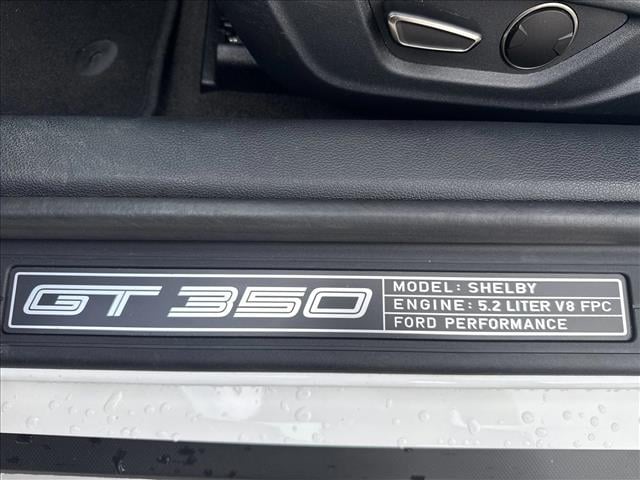 GT 350
MODEL: SHELBY
ENGINE: 5.2 LITER V8 FPC
FORD PERFORMANCE